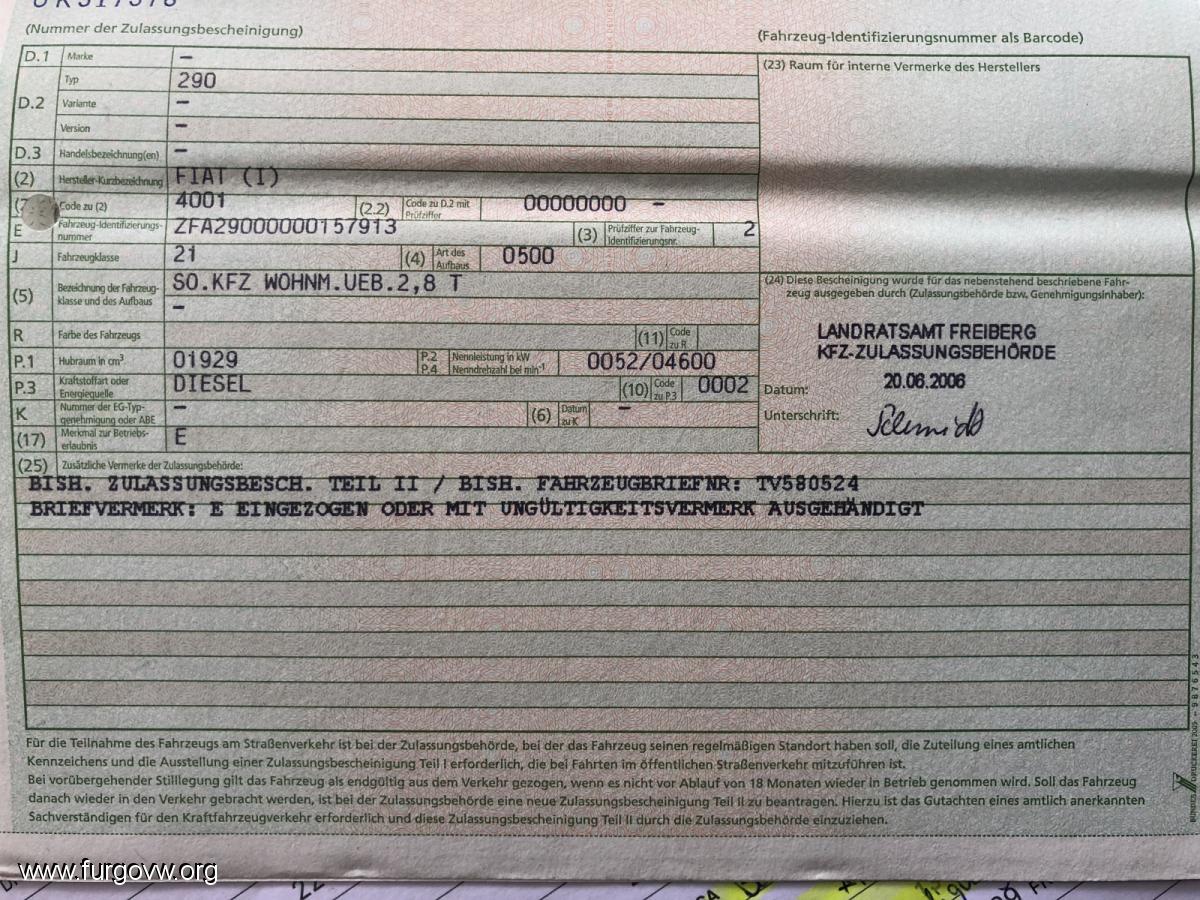 (Nummer der Zulassungsbescheinigung)
(Fahrzeug-Identifizierungsnummer als Barcode)
D.1 Marke –
(23) Raum für interne Vermerke des Herstellers
Typ 290
D.2 Variante –
Version –
D.3 Handelsbezeichnung(en) –
(2) Hersteller-Kurzbezeichnung FIAT (I)
Code zu (2) 4001 (2.2) Code zu D.2 mit Prüfziffer 00000000 –
E Fahrzeug-Identifizierungsnummer ZFA29000000157913 (3) Prüfziffer zur Fahrzeug-Identifizierungsnr. 2
J Fahrzeugklasse 21 (4) Art des Aufbaus 0500
(5) Bezeichnung der Fahrzeugklasse und des Aufbaus SO.KFZ WOHNM.UEB.2,8 T
–
(24) Diese Bescheinigung wurde für das nebenstehend beschriebene Fahrzeug ausgegeben durch (Zulassungsbehörde bzw. Genehmigungsinhaber):
R Farbe des Fahrzeugs (11) Code zu R
LANDRATSAMT FREIBERG
KFZ-ZULASSUNGSBEHÖRDE
P.1 Hubraum in cm³ 01929 P.2 P.4 Nennleistung in kW Nenndrehzahl bei min⁻¹ 0052/04600
P.3 Kraftstoffart oder Energiequelle DIESEL (10) Code zu P.3 0002
Datum: 20.06.2006
K Nummer der EG-Typgenehmigung oder ABE – (6) Datum zu K –
Unterschrift: Schmidt
(17) Merkmal zur Betriebserlaubnis E
(25) Zusätzliche Vermerke der Zulassungsbehörde:
BISH. ZULASSUNGSBESCH. TEIL II / BISH. FAHRZEUGBRIEFNR: TV580524
BRIEFVERMERK: E EINGEZOGEN ODER MIT UNGÜLTIGKEITSVERMERK AUSGEHÄNDIGT
Für die Teilnahme des Fahrzeugs am Straßenverkehr ist bei der Zulassungsbehörde, bei der das Fahrzeug seinen regelmäßigen Standort haben soll, die Zuteilung eines amtlichen
Kennzeichens und die Ausstellung einer Zulassungsbescheinigung Teil I erforderlich, die bei Fahrten im öffentlichen Straßenverkehr mitzuführen ist.
Bei vorübergehender Stilllegung gilt das Fahrzeug als endgültig aus dem Verkehr gezogen, wenn es nicht vor Ablauf von 18 Monaten wieder in Betrieb genommen wird. Soll das Fahrzeug
danach wieder in den Verkehr gebracht werden, ist bei der Zulassungsbehörde eine neue Zulassungsbescheinigung Teil II zu beantragen. Hierzu ist das Gutachten eines amtlich anerkannten
Sachverständigen für den Kraftfahrzeugverkehr erforderlich und diese Zulassungsbescheinigung Teil II durch die Zulassungsbehörde einzuziehen.
www.furgovw.org